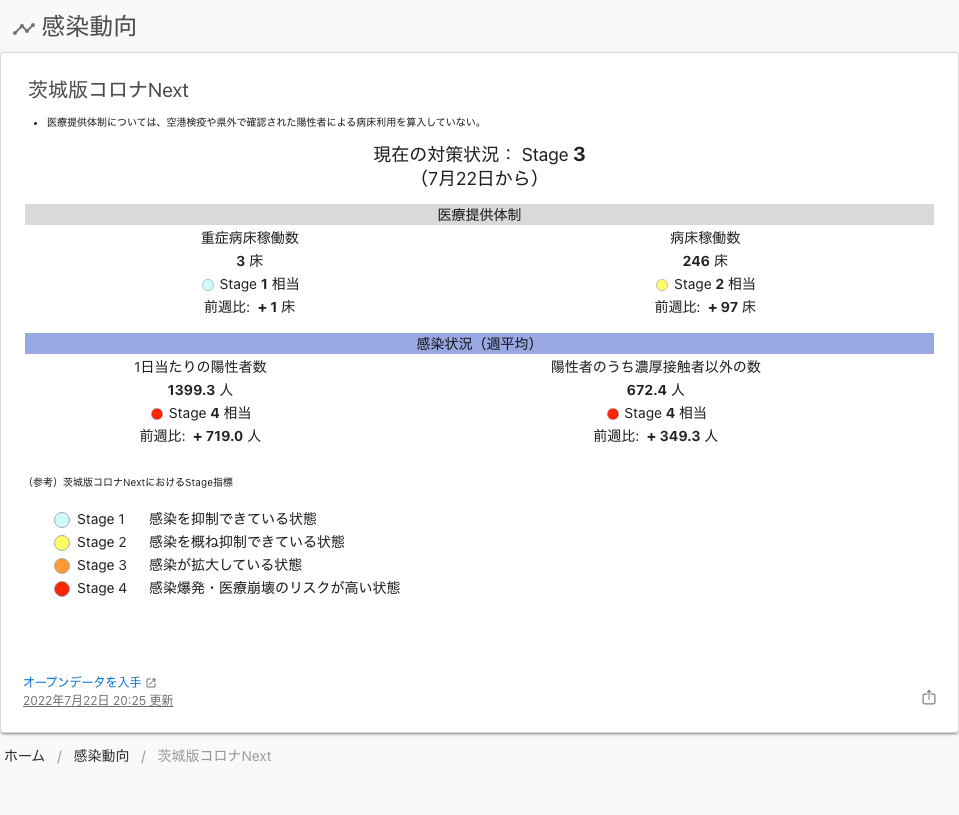 感染動向
茨城版コロナNext
• 医療提供体制については、空港検疫や県外で確認された陽性者による病床利用を算入していない。
現在の対策状況： Stage 3
（7月22日から）
医療提供体制
重症病床稼働数 病床稼働数
3 床 246 床
Stage 1 相当 Stage 2 相当
前週比: + 1 床 前週比: + 97 床
感染状況（週平均）
1日当たりの陽性者数 陽性者のうち濃厚接触者以外の数
1399.3 人 672.4 人
Stage 4 相当 Stage 4 相当
前週比: + 719.0 人 前週比: + 349.3 人
（参考）茨城版コロナNextにおけるStage指標
Stage 1 感染を抑制できている状態
Stage 2 感染を概ね抑制できている状態
Stage 3 感染が拡大している状態
Stage 4 感染爆発・医療崩壊のリスクが高い状態
オープンデータを入手
2022年7月22日 20:25 更新
ホーム / 感染動向 / 茨城版コロナNext